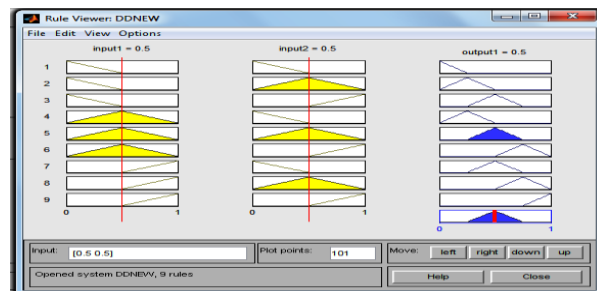 Rule Viewer: DDNEW
File Edit View Options
input1 = 0.5 input2 = 0.5 output1 = 0.5
1
2
3
4
5
6
7
8
9
0 1 0 1
0 1
Input: [0.5 0.5] Plot points: 101 Move: left right down up
Opened system DDNEW, 9 rules Help Close